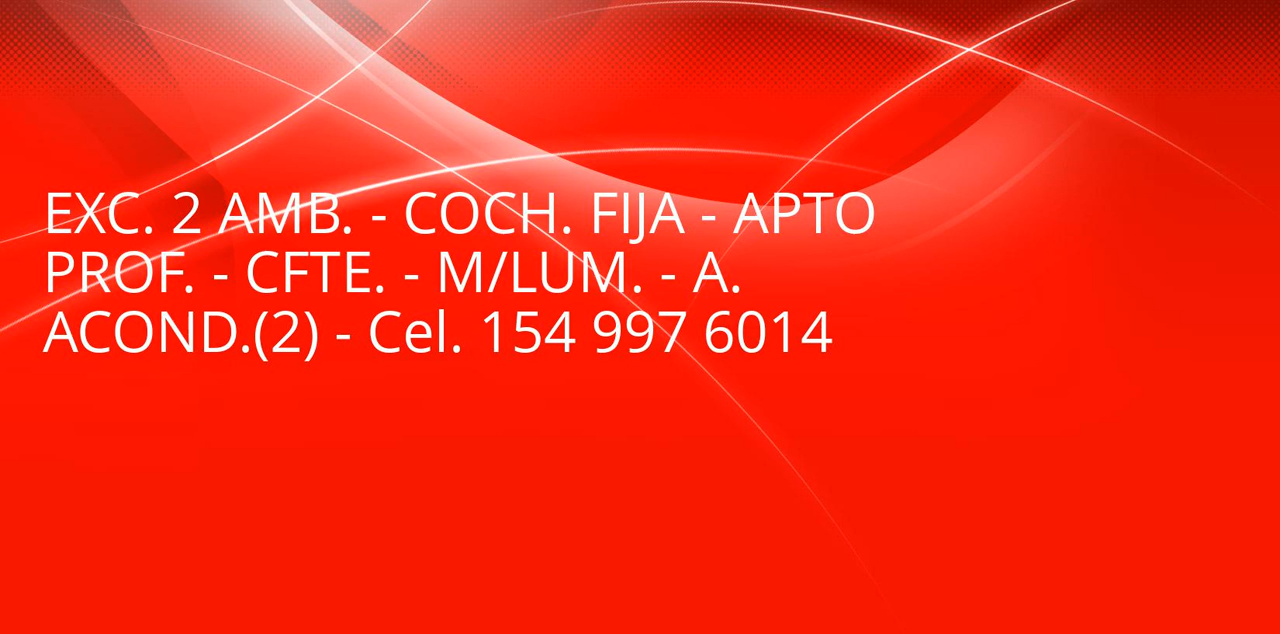 EXC. 2 AMB. - COCH. FIJA - APTO
PROF. - CFTE. - M/LUM. - A.
ACOND.(2) - Cel. 154 997 6014